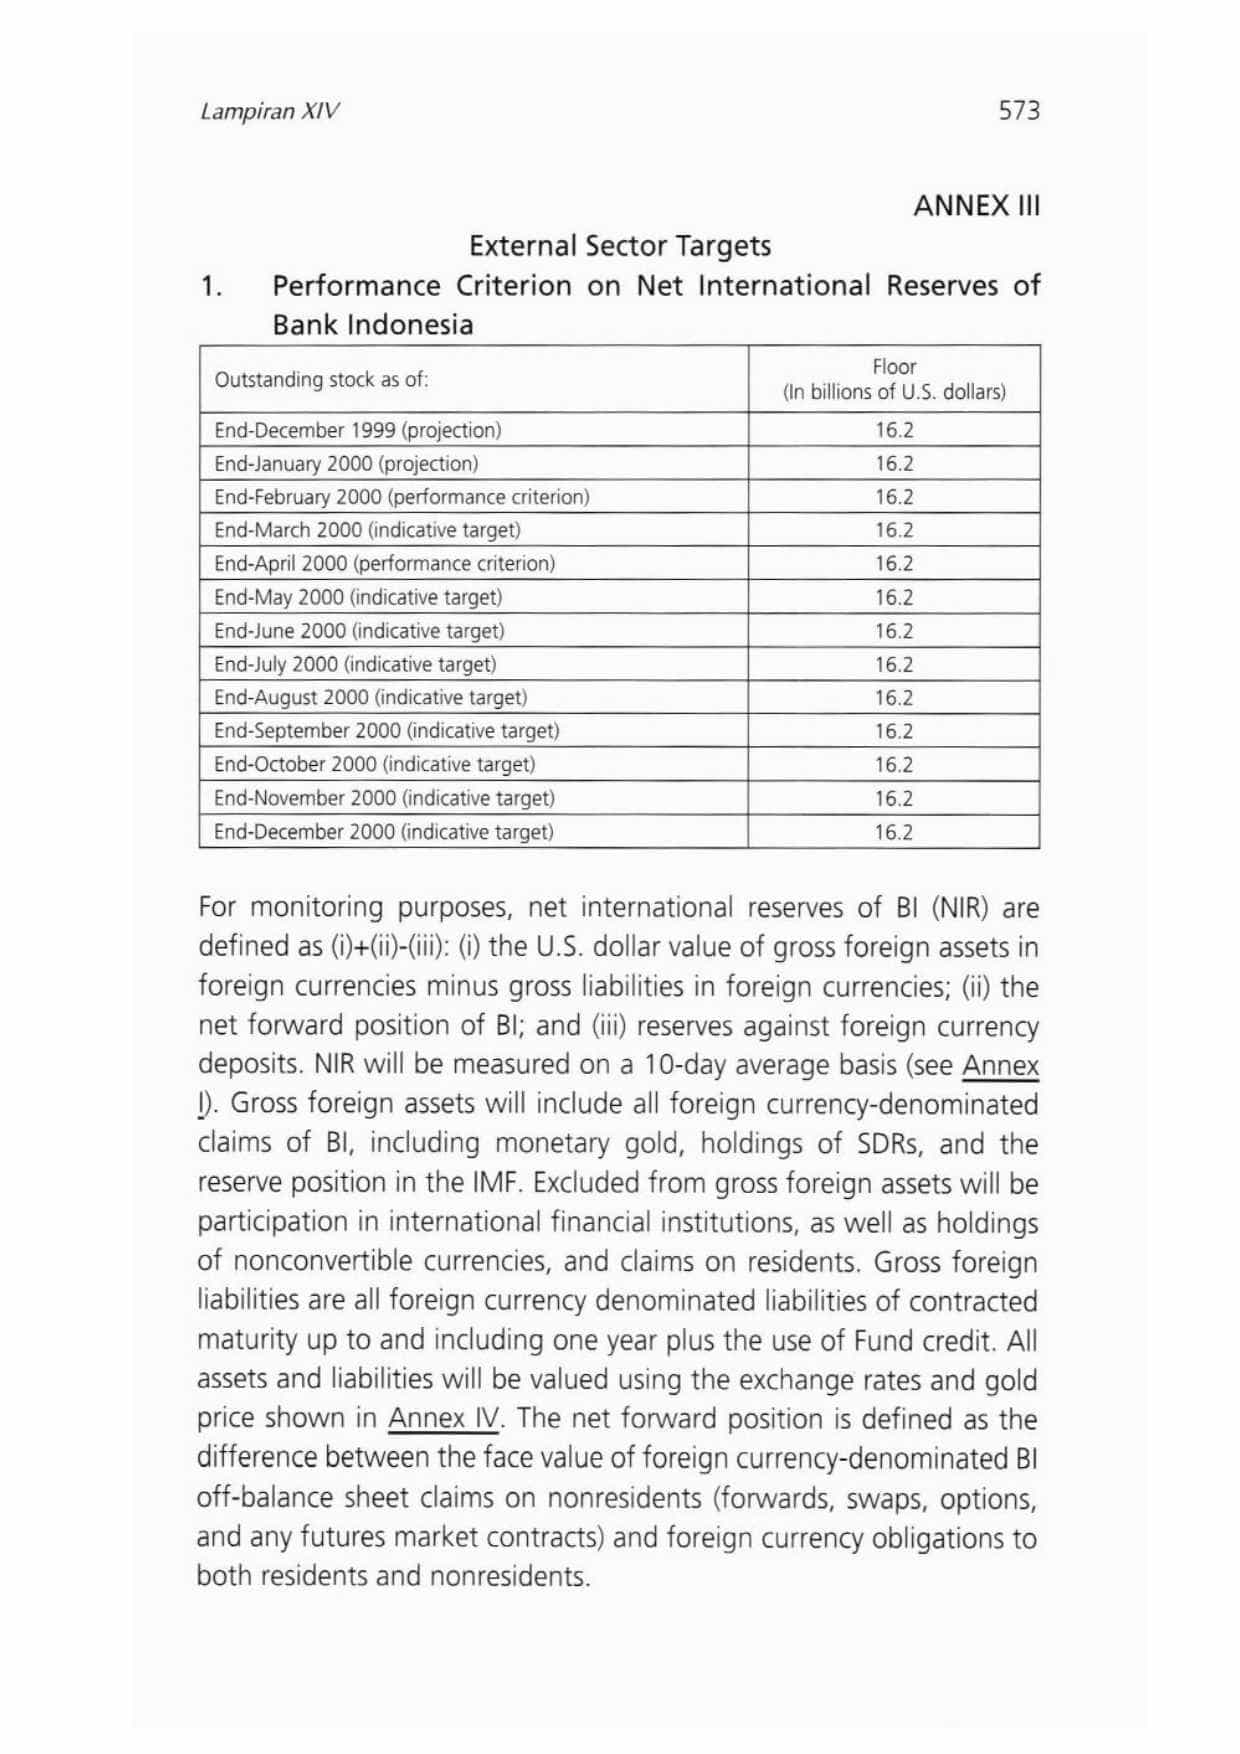 Lampiran XIV 573
ANNEX III
External Sector Targets
1. Performance Criterion on Net International Reserves of
Bank Indonesia
Outstanding stock as of: Floor
(In billions of U.S. dollars)
End-December 1999 (projection) 16.2
End-January 2000 (projection) 16.2
End-February 2000 (performance criterion) 16.2
End-March 2000 (indicative target) 16.2
End-April 2000 (performance criterion) 16.2
End-May 2000 (indicative target) 16.2
End-June 2000 (indicative target) 16.2
End-July 2000 (indicative target) 16.2
End-August 2000 (indicative target) 16.2
End-September 2000 (indicative target) 16.2
End-October 2000 (indicative target) 16.2
End-November 2000 (indicative target) 16.2
End-December 2000 (indicative target) 16.2
For monitoring purposes, net international reserves of BI (NIR) are
defined as (i)+(ii)-(iii): (i) the U.S. dollar value of gross foreign assets in
foreign currencies minus gross liabilities in foreign currencies; (ii) the
net forward position of BI; and (iii) reserves against foreign currency
deposits. NIR will be measured on a 10-day average basis (see Annex
I). Gross foreign assets will include all foreign currency-denominated
claims of BI, including monetary gold, holdings of SDRs, and the
reserve position in the IMF. Excluded from gross foreign assets will be
participation in international financial institutions, as well as holdings
of nonconvertible currencies, and claims on residents. Gross foreign
liabilities are all foreign currency denominated liabilities of contracted
maturity up to and including one year plus the use of Fund credit. All
assets and liabilities will be valued using the exchange rates and gold
price shown in Annex IV. The net forward position is defined as the
difference between the face value of foreign currency-denominated BI
off-balance sheet claims on nonresidents (forwards, swaps, options,
and any futures market contracts) and foreign currency obligations to
both residents and nonresidents.